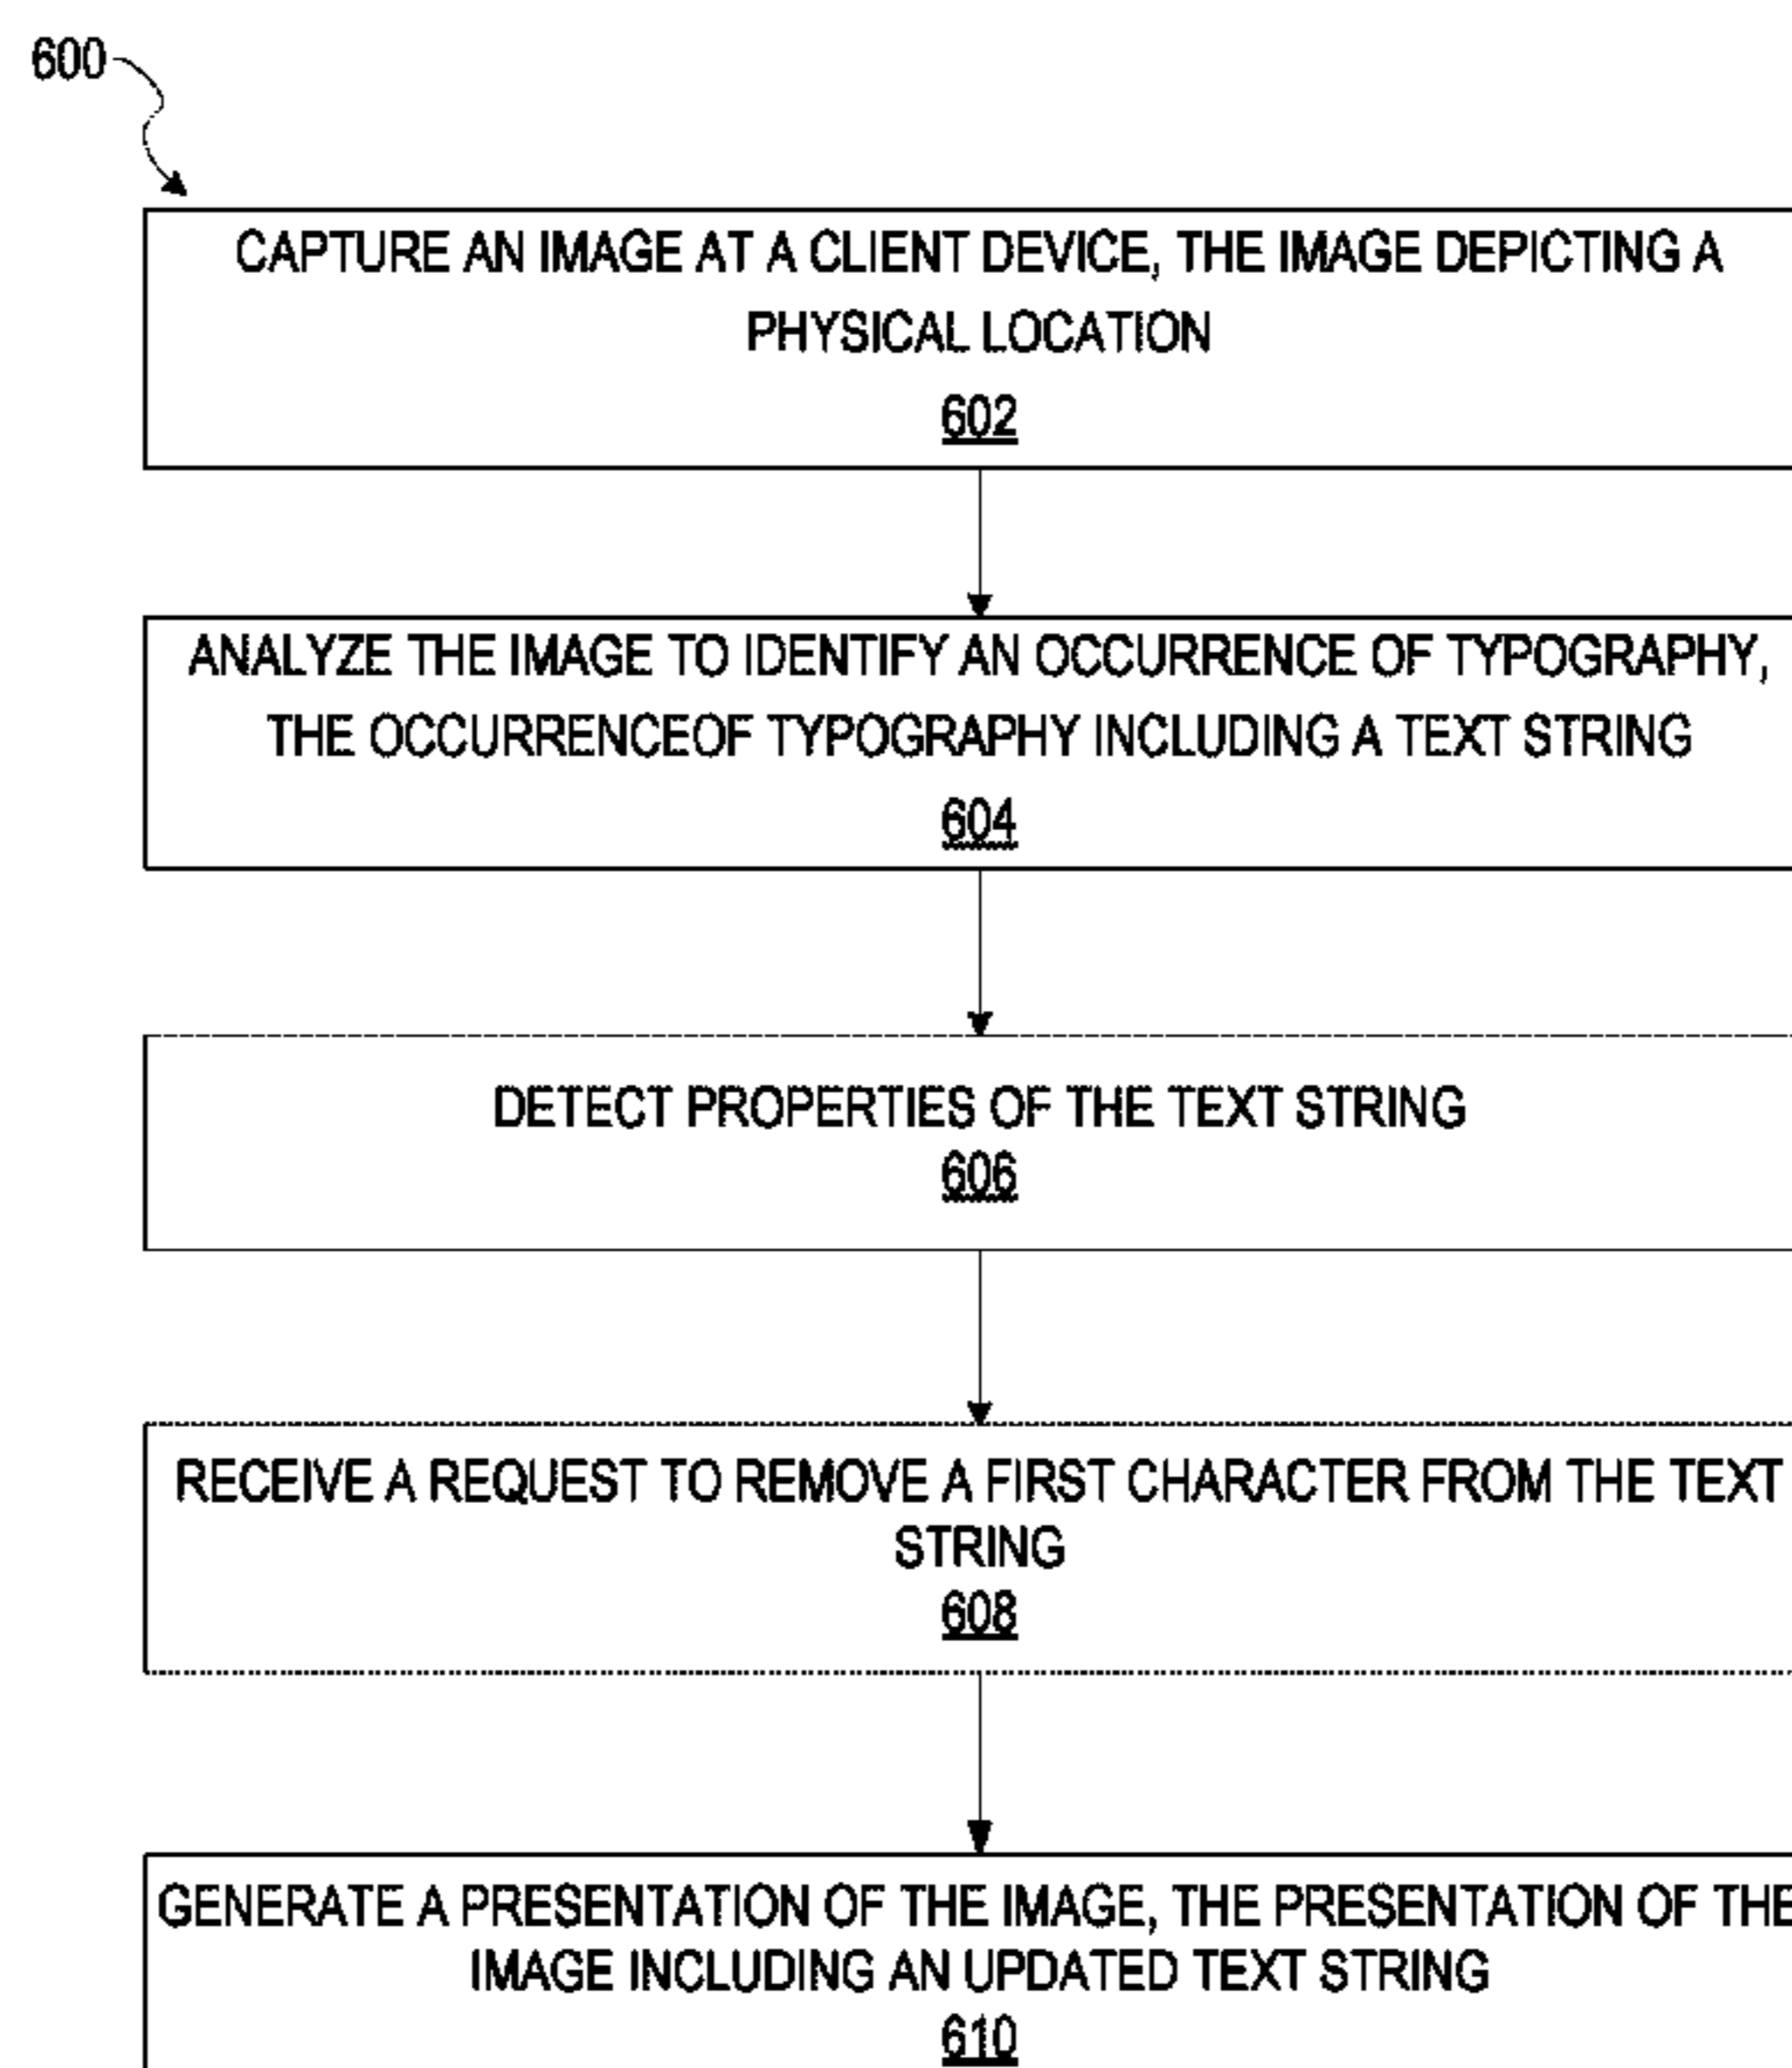 600
CAPTURE AN IMAGE AT A CLIENT DEVICE, THE IMAGE DEPICTING A
PHYSICAL LOCATION
602
ANALYZE THE IMAGE TO IDENTIFY AN OCCURRENCE OF TYPOGRAPHY,
THE OCCURRENCEOF TYPOGRAPHY INCLUDING A TEXT STRING
604
DETECT PROPERTIES OF THE TEXT STRING
606
RECEIVE A REQUEST TO REMOVE A FIRST CHARACTER FROM THE TEXT
STRING
608
GENERATE A PRESENTATION OF THE IMAGE, THE PRESENTATION OF THE
IMAGE INCLUDING AN UPDATED TEXT STRING
610